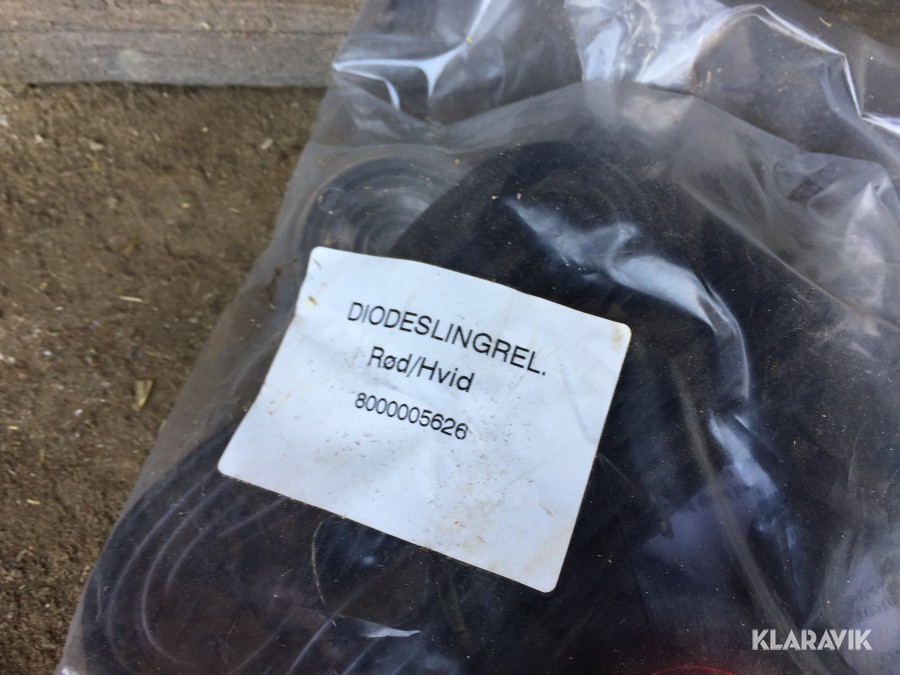 DIODESLINGREL.
Rød/Hvid
8000005626
KLARAVIK